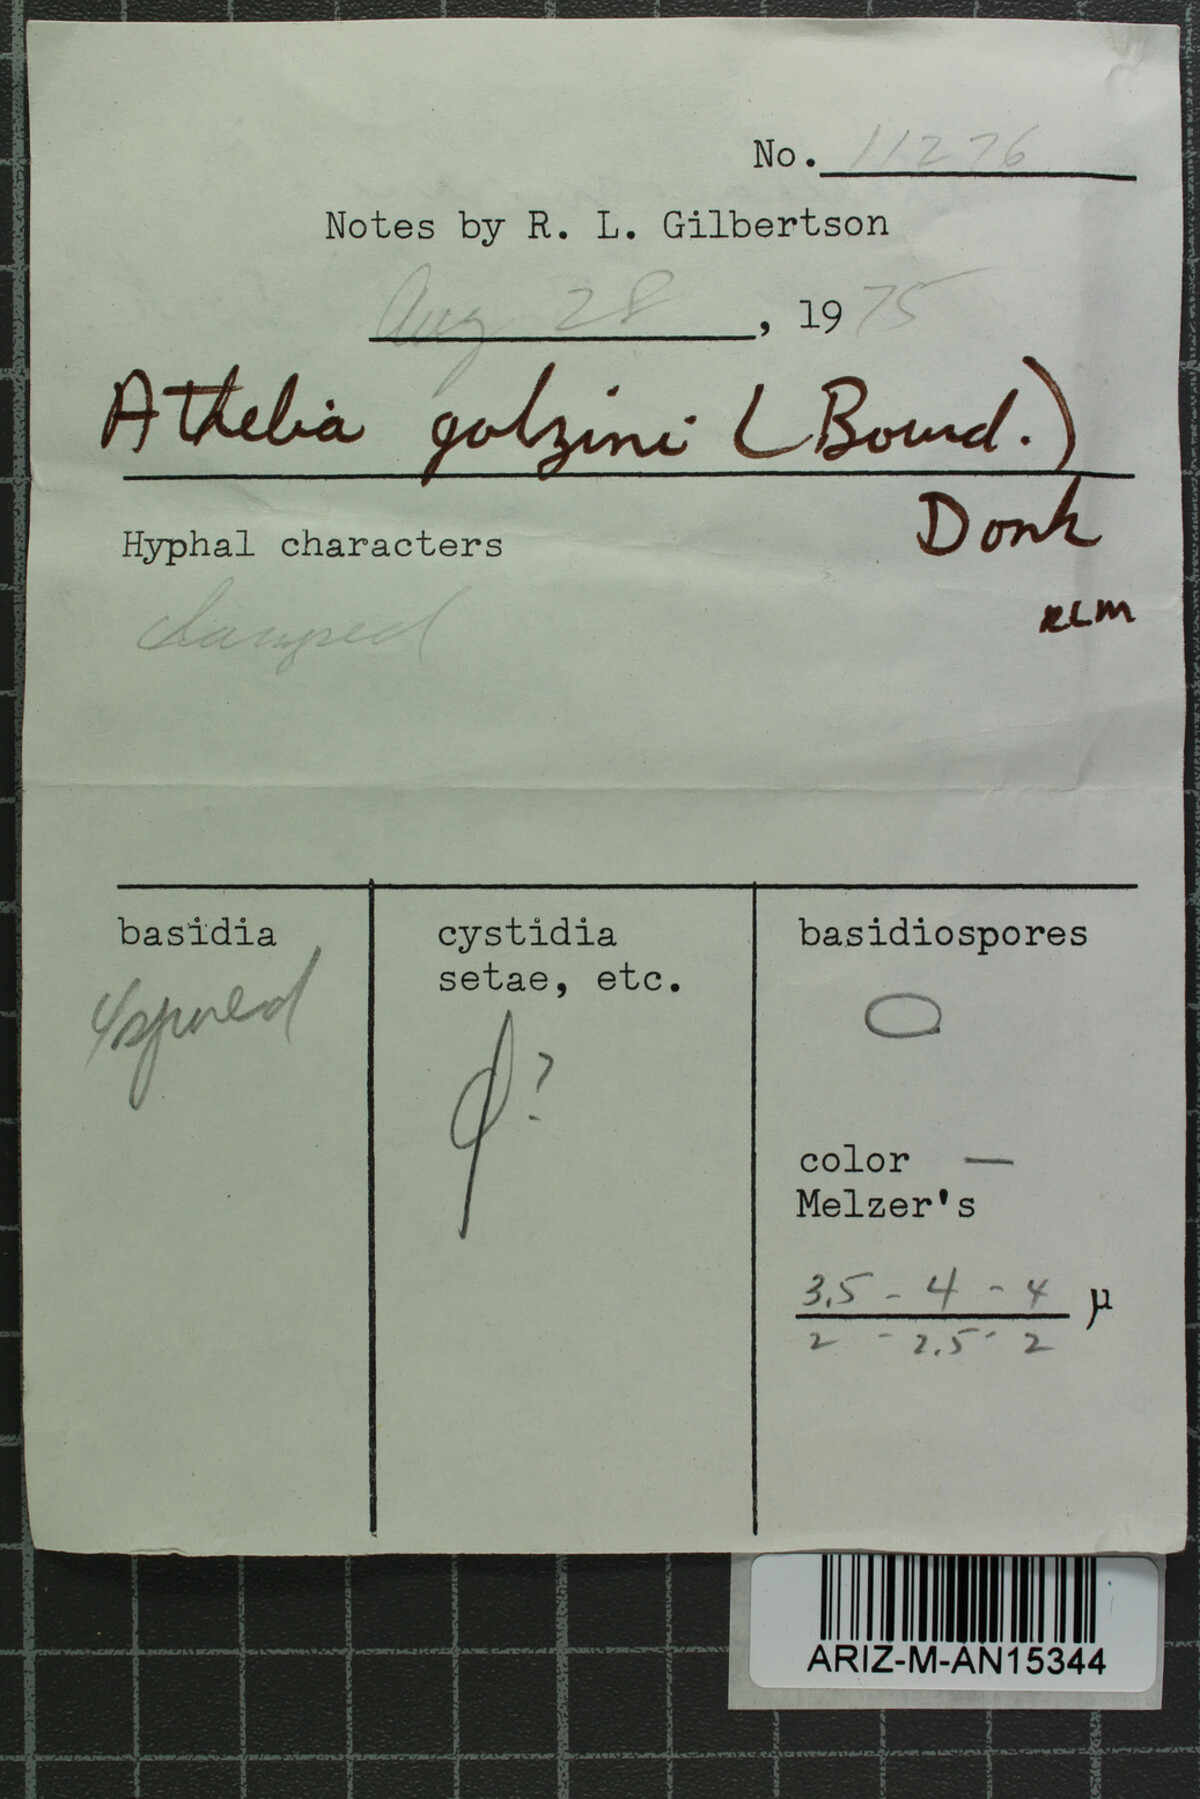 No. 11276
Notes by R. L. Gilbertson
Aug 28, 1975
Athelia galzini (Bourd.)
Donk
Hyphal characters
RLM
clamped
basidia
4 spored
cystidia
setae, etc.
?
basidiospores
color —
Melzer's
3.5 - 4 - 4 µ
2 - 2.5 - 2
ARIZ-M-AN15344